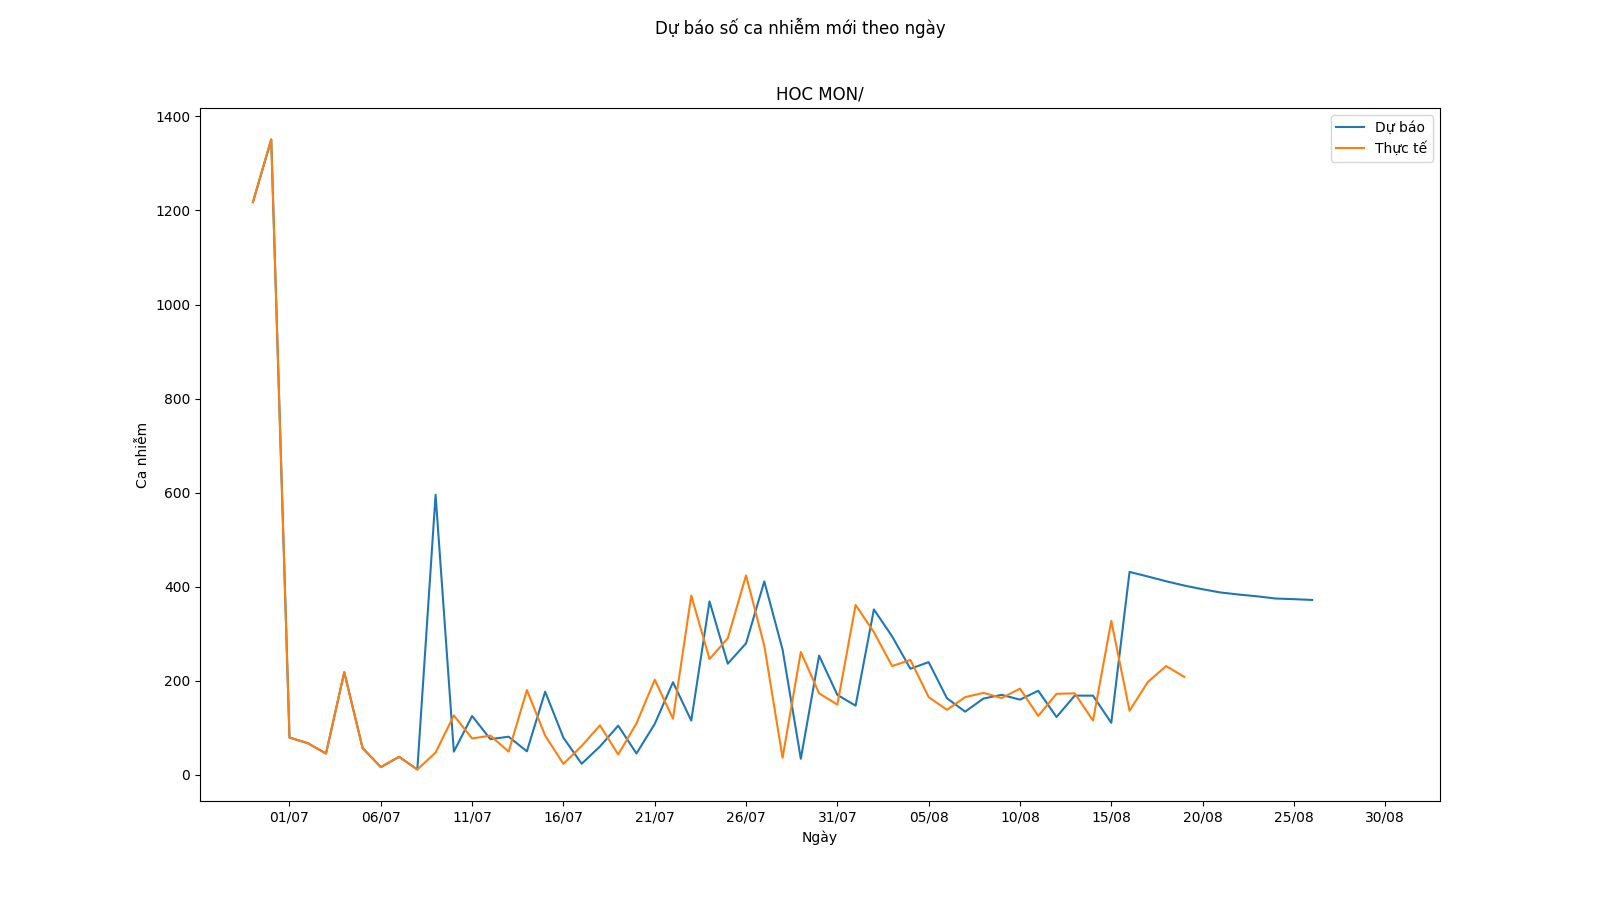 Dự báo số ca nhiễm mới theo ngày
HOC MON/
Dự báo
Thực tế
1400
1200
1000
800
600
400
200
0
Ca nhiễm
01/07 06/07 11/07 16/07 21/07 26/07 31/07 05/08 10/08 15/08 20/08 25/08 30/08
Ngày